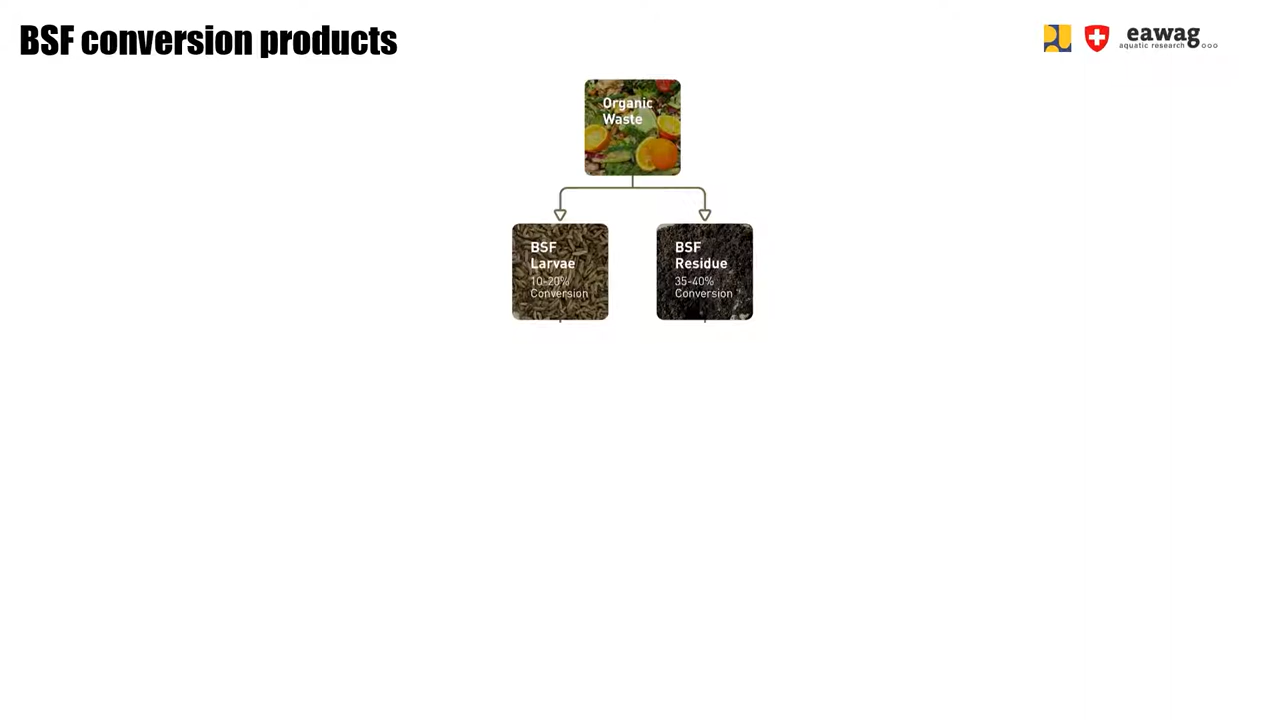 BSF conversion products
eawag
aquatic research
Organic
Waste
BSF
Larvae
10-20%
Conversion
BSF
Residue
35-40%
Conversion